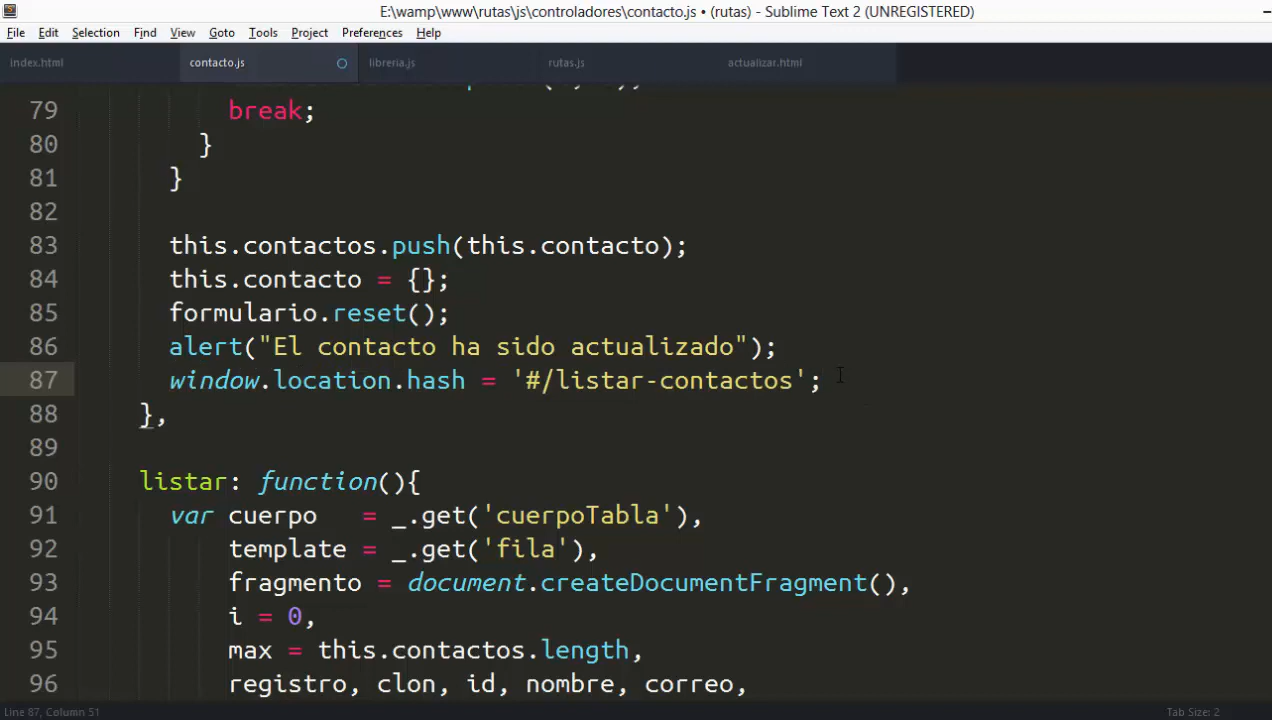 E:\wamp\www\rutas\js\controladores\contacto.js • (rutas) - Sublime Text 2 (UNREGISTERED)
File Edit Selection Find View Goto Tools Project Preferences Help
index.html contacto.js libreria.js rutas.js actualizar.html
79 break;
80 }
81 }
82
83 this.contactos.push(this.contacto);
84 this.contacto = {};
85 formulario.reset();
86 alert("El contacto ha sido actualizado");
87 window.location.hash = '#/listar-contactos';
88 },
89
90 listar: function(){
91 var cuerpo = _.get('cuerpoTabla'),
92 template = _.get('fila'),
93 fragmento = document.createDocumentFragment(),
94 i = 0,
95 max = this.contactos.length,
96 registro, clon, id, nombre, correo,
Line 87, Column 51 Tab Size: 2